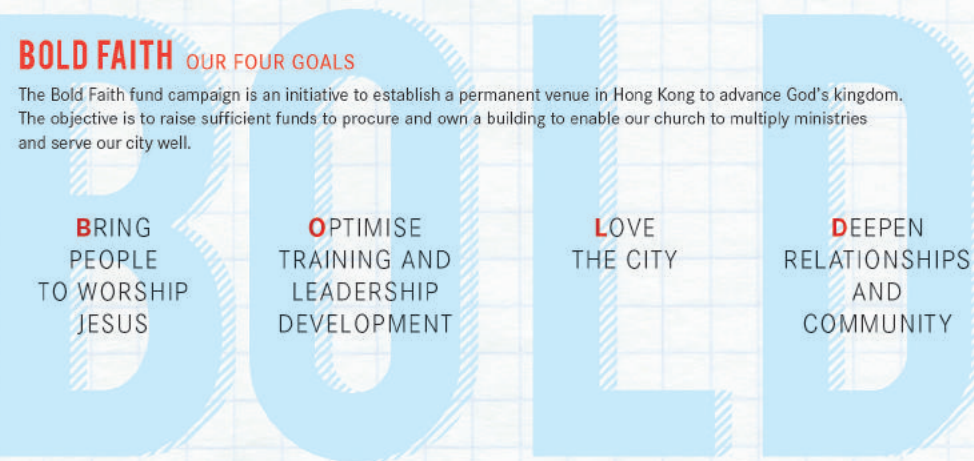 BOLD
BOLD FAITH OUR FOUR GOALS
The Bold Faith fund campaign is an initiative to establish a permanent venue in Hong Kong to advance God's kingdom.
The objective is to raise sufficient funds to procure and own a building to enable our church to multiply ministries
and serve our city well.
BRING
PEOPLE
TO WORSHIP
JESUS
OPTIMISE
TRAINING AND
LEADERSHIP
DEVELOPMENT
LOVE
THE CITY
DEEPEN
RELATIONSHIPS
AND
COMMUNITY